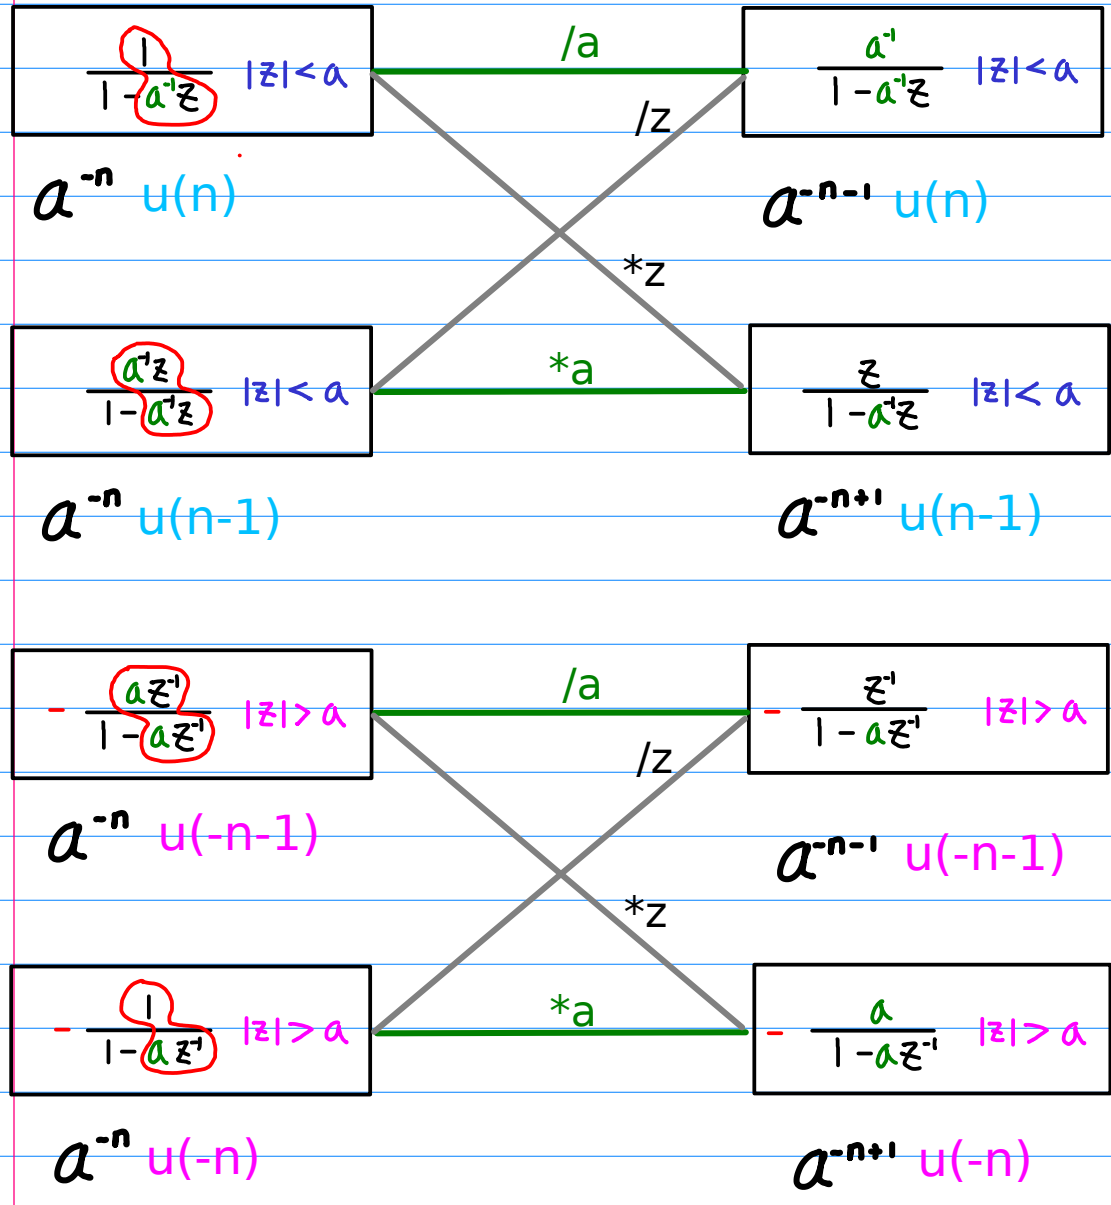 1 / (1 - a⁻¹z) |z| < a
/a
a⁻¹ / (1 - a⁻¹z) |z| < a
/z
a⁻ⁿ u(n)
a⁻ⁿ⁻¹ u(n)
*z
a⁻¹z / (1 - a⁻¹z) |z| < a
*a
z / (1 - a⁻¹z) |z| < a
a⁻ⁿ u(n-1)
a⁻ⁿ⁺¹ u(n-1)
- az⁻¹ / (1 - az⁻¹) |z| > a
/a
- z⁻¹ / (1 - az⁻¹) |z| > a
/z
a⁻ⁿ u(-n-1)
a⁻ⁿ⁻¹ u(-n-1)
*z
- 1 / (1 - az⁻¹) |z| > a
*a
- a / (1 - az⁻¹) |z| > a
a⁻ⁿ u(-n)
a⁻ⁿ⁺¹ u(-n)